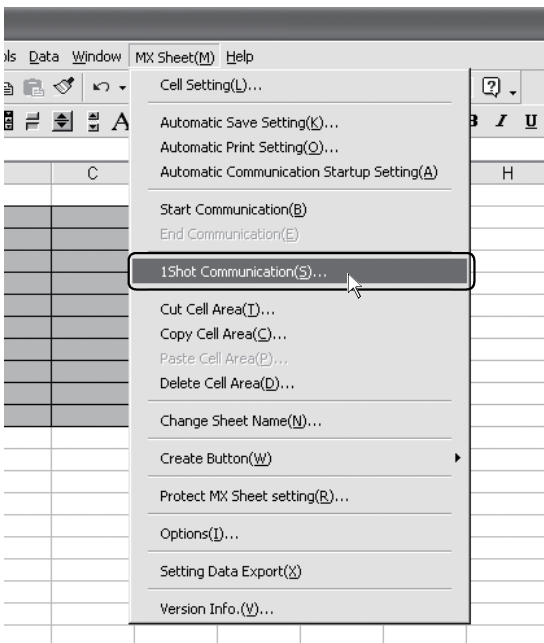 ols Data Window MX Sheet(M) Help
Cell Setting(L)...
Automatic Save Setting(K)...
Automatic Print Setting(O)...
A B I U
Automatic Communication Startup Setting(A)
C H
Start Communication(B)
End Communication(E)
1Shot Communication(S)...
Cut Cell Area(T)...
Copy Cell Area(C)...
Paste Cell Area(P)...
Delete Cell Area(D)...
Change Sheet Name(N)...
Create Button(W)
Protect MX Sheet setting(R)...
Options(I)...
Setting Data Export(X)
Version Info.(V)...